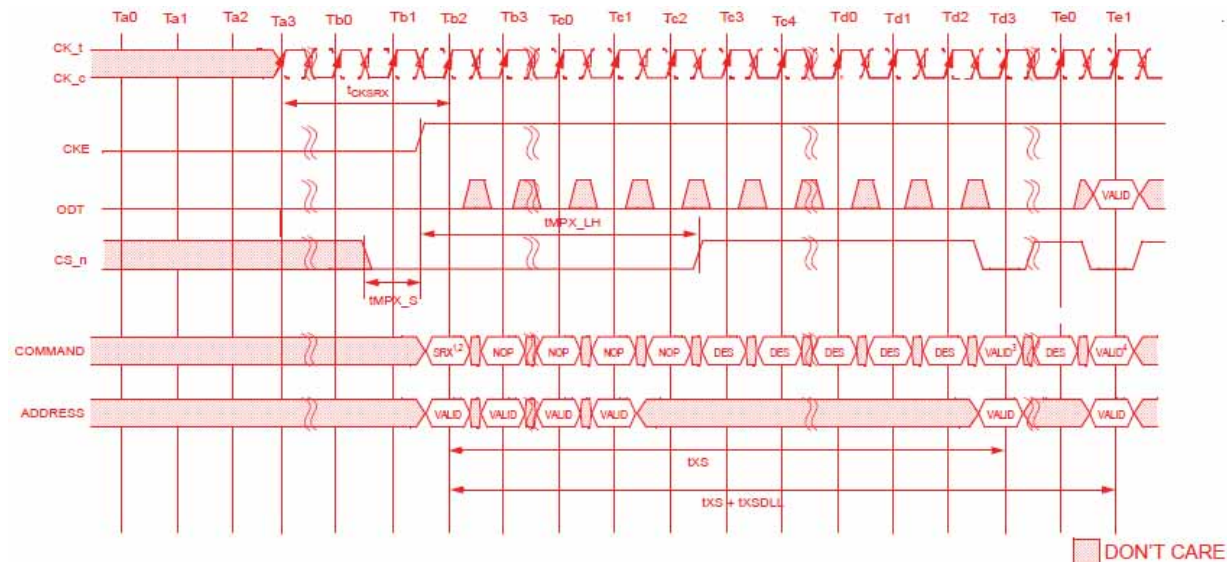 Ta0 Ta1 Ta2 Ta3 Tb0 Tb1 Tb2 Tb3 Tc0 Tc1 Tc2 Tc3 Tc4 Td0 Td1 Td2 Td3 Te0 Te1
CK_t
CK_c
tCKSRX
CKE
ODT
VALID
tMPX_LH
CS_n
tMPX_S
COMMAND SRX1,2 NOP NOP NOP NOP DES DES DES DES DES VALID3 DES VALID4
ADDRESS VALID VALID VALID VALID VALID VALID
tXS
tXS + tXSDLL
DON'T CARE